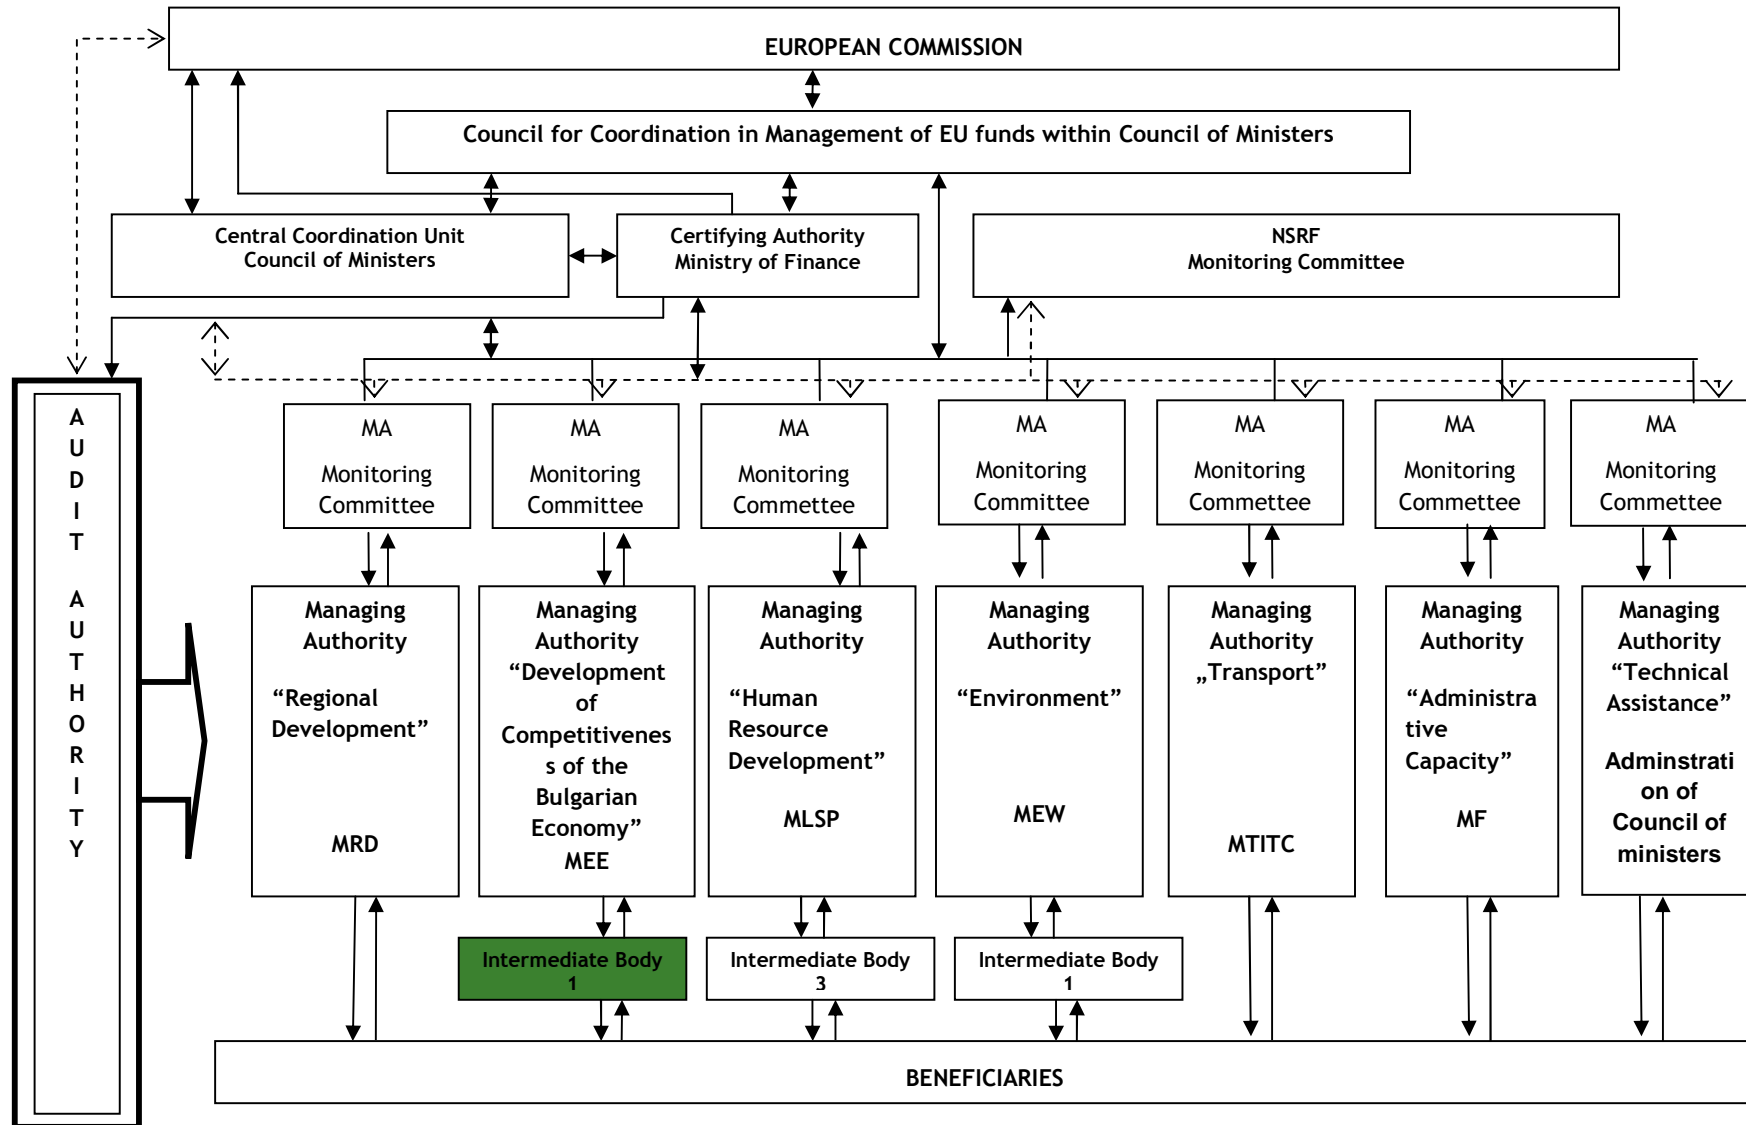 EUROPEAN COMMISSION
Council for Coordination in Management of EU funds within Council of Ministers
Central Coordination Unit
Council of Ministers
Certifying Authority
Ministry of Finance
NSRF
Monitoring Committee
A
U
D
I
T
A
U
T
H
O
R
I
T
Y
MA
Monitoring
Committee
MA
Monitoring
Committee
MA
Monitoring
Commettee
MA
Monitoring
Committee
MA
Monitoring
Commettee
MA
Monitoring
Commettee
MA
Monitoring
Commettee
Managing
Authority
“Regional
Development”
MRD
Managing
Authority
“Development
of
Competitivenes
s of the
Bulgarian
Economy”
MEE
Managing
Authority
“Human
Resource
Development”
MLSP
Managing
Authority
“Environment”
MEW
Managing
Authority
„Transport”
MTITC
Managing
Authority
“Administra
tive
Capacity”
MF
Managing
Authority
“Technical
Assistance”
Adminstrati
on of
Council of
ministers
Intermediate Body
1
Intermediate Body
3
Intermediate Body
1
BENEFICIARIES